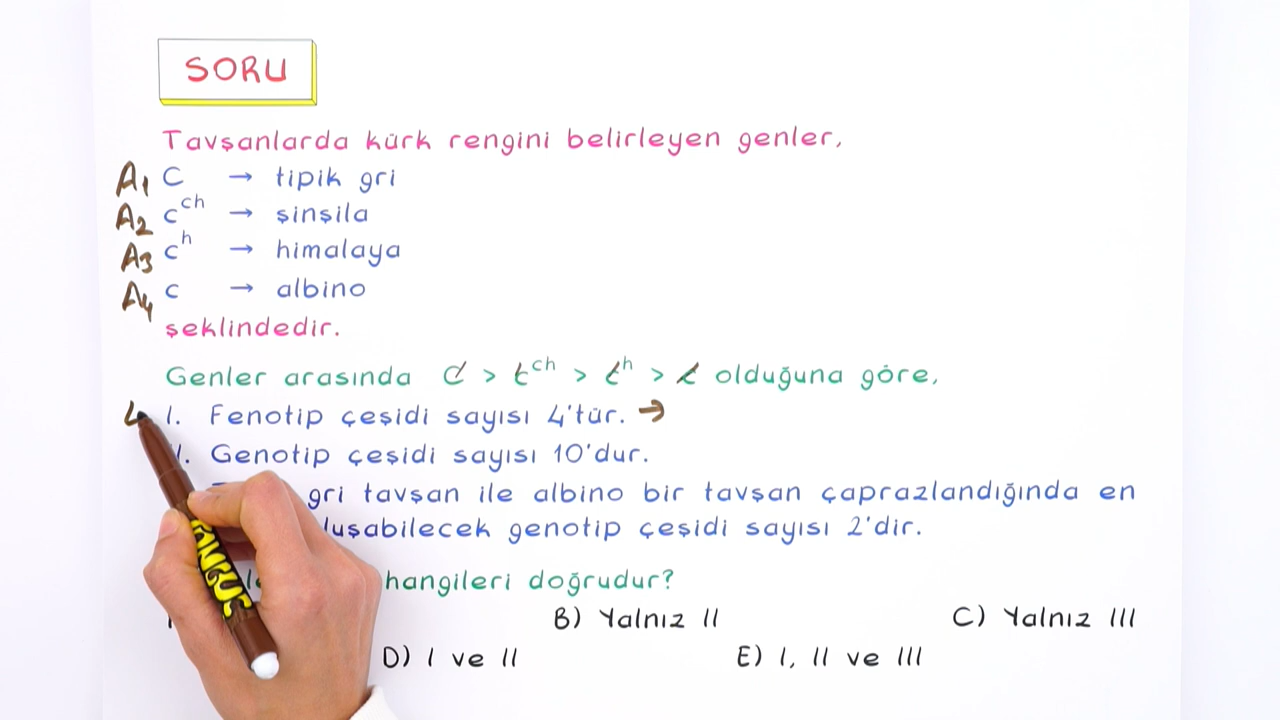 SORU
Tavşanlarda kürk rengini belirleyen genler,
A1 C → tipik gri
A2 c^ch → şinşila
A3 c^h → himalaya
A4 c → albino
şeklindedir.
Genler arasında C > c^ch > c^h > c olduğuna göre,
I. Fenotip çeşidi sayısı 4'tür. →
Genotip çeşidi sayısı 10'dur.
gri tavşan ile albino bir tavşan çaprazlandığında en
genotip çeşidi sayısı 2'dir.
hangileri doğrudur?
B) Yalnız II
C) Yalnız III
D) I ve II
E) I, II ve III